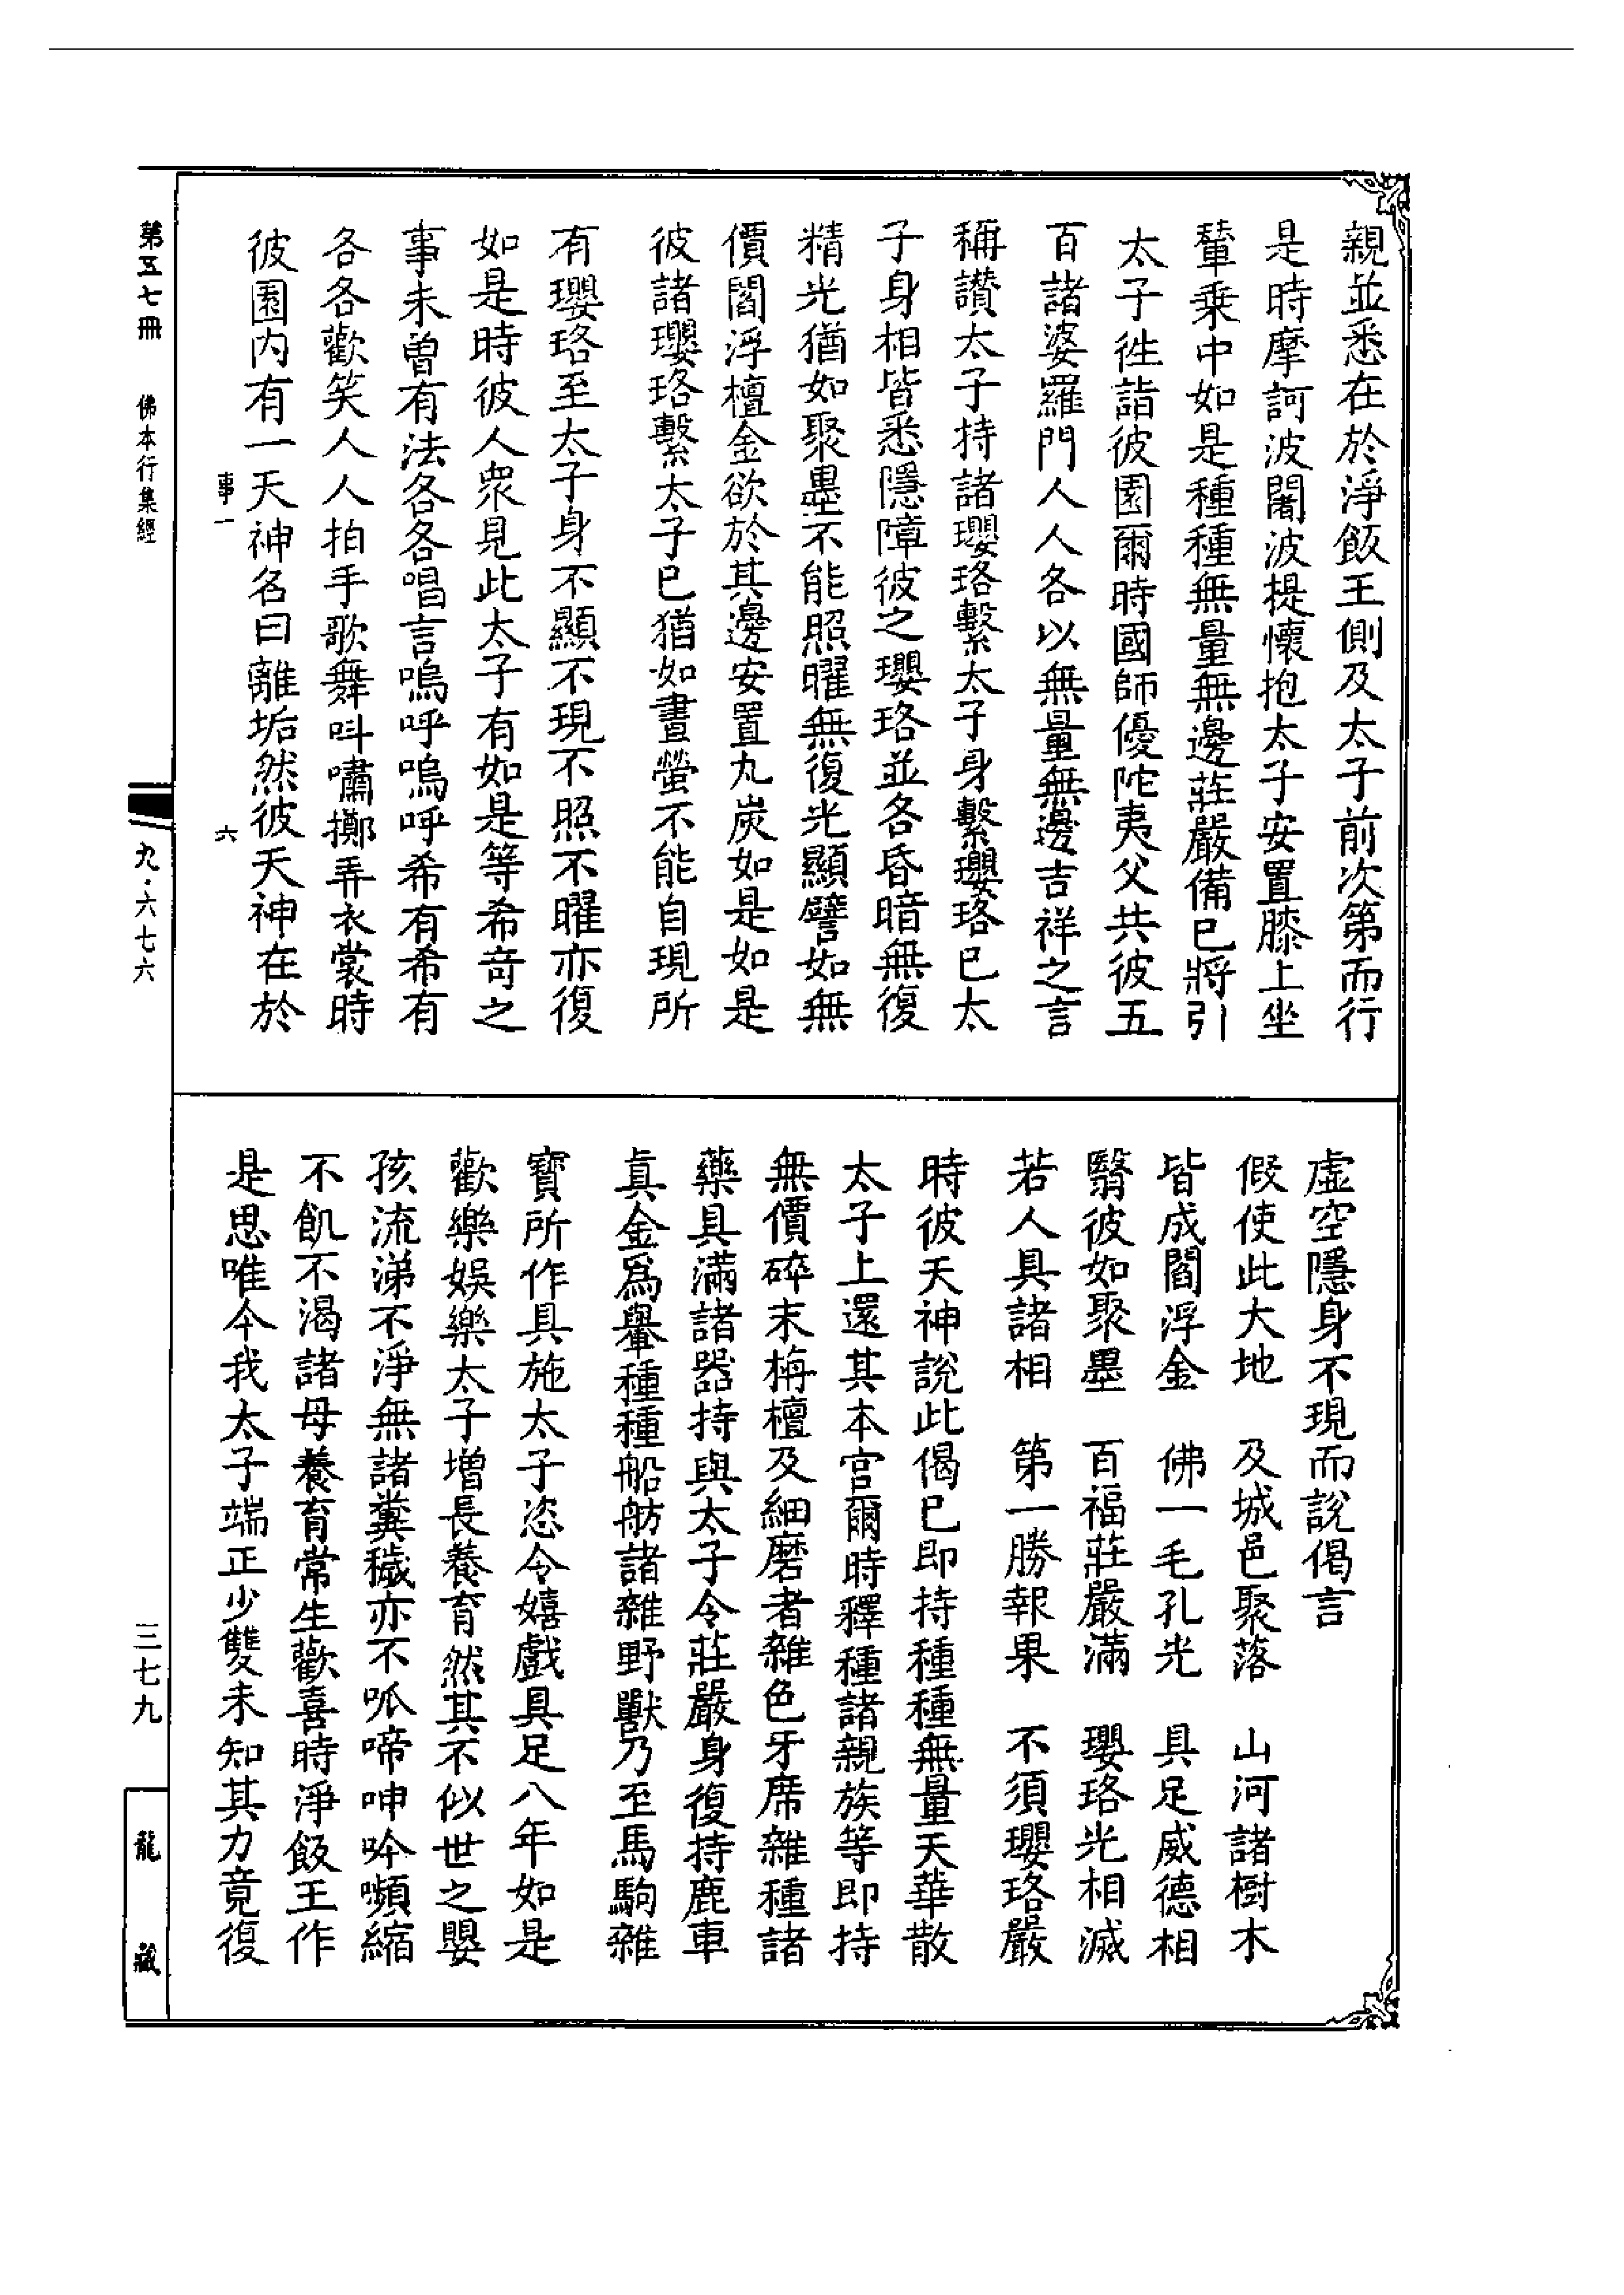 親並悉在於淨飯王側及太子前次第而行
是時摩訶波闍波提懷抱太子安置膝上坐
輦乘中如是種種無量無邊莊嚴備已將引
太子往詣彼園爾時國師優陀夷父共彼五
百諸婆羅門人人各以無量無邊吉祥之言
稱讚太子持諸瓔珞繫太子身繫瓔珞已太
子身相皆悉隱障彼之瓔珞並各昏暗無復
精光猶如聚墨不能照曜無復光顯譬如無
價閻浮檀金欲於其邊安置九炭如是如是
彼諸瓔珞繫太子已猶如晝螢不能自現所
有瓔珞至太子身不顯不現不照不曜亦復
如是時彼人眾見此太子有如是等希奇之
事未曾有法各各唱言嗚呼嗚呼希有希有
各各歡笑人人拍手歌舞叫嘯擲弄衣裳時
彼園內有一天神名曰離垢然彼天神在於
事一
六
虛空隱身不現而說偈言
假使此大地 及城邑聚落 山河諸樹木
皆成閻浮金 佛一毛孔光 具足威德相
翳彼如聚墨 百福莊嚴滿 瓔珞光相滅
若人具諸相 第一勝報果 不須瓔珞嚴
時彼天神說此偈已即持種種無量天華散
太子上還其本宮爾時釋種諸親族等即持
無價碎末栴檀及細磨者雜色牙席雜種諸
藥具滿諸器持與太子令莊嚴身復持鹿車
真金為轝種種船舫諸雜野獸乃至馬駒雜
寶所作具施太子恣令嬉戲具足八年如是
歡樂娛樂太子增長養育然其不似世之嬰
孩流涕不淨無諸糞穢亦不呱啼呻吟嚬縮
不飢不渴諸母養育常生歡喜時淨飯王作
是思唯今我太子端正少雙未知其力竟復
第五七冊 佛本行集經
九·六七六
三七九
龍藏